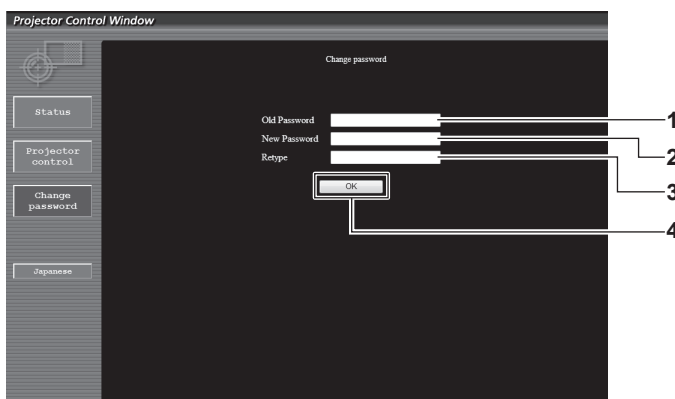 Projector Control Window
Change password
Status
Old Password
1
New Password
2
Projector
control
Retype
3
OK
Change
password
4
Japanese